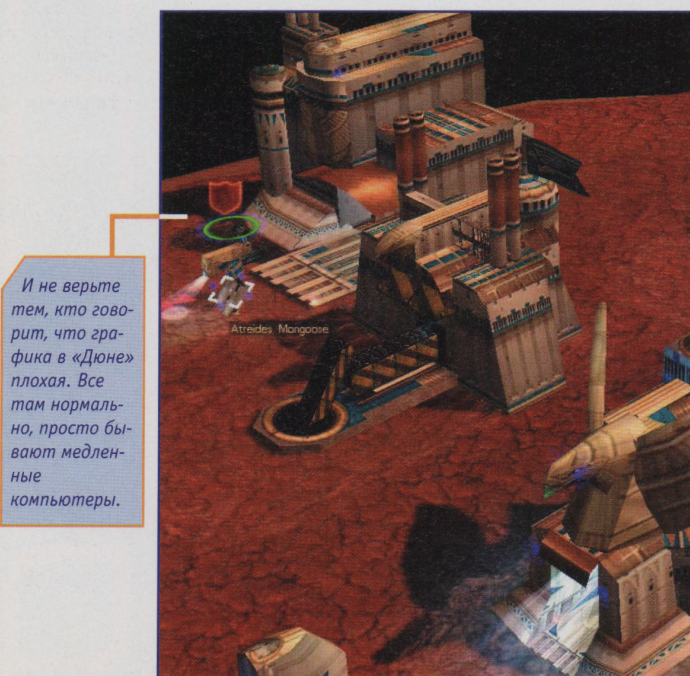 И не верьте
тем, кто гово-
рит, что гра-
фика в «Дюне»
плохая. Все
там нормаль-
но, просто бы-
вают медлен-
ные
компьютеры.
Atreides Mongoose